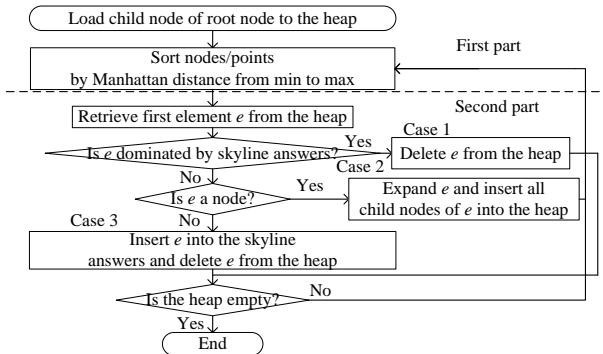 Load child node of root node to the heap
First part
Sort nodes/points
by Manhattan distance from min to max
Second part
Retrieve first element e from the heap
Case 1
Yes
Is e dominated by skyline answers?
Delete e from the heap
Case 2
No
Yes
Is e a node?
Expand e and insert all
child nodes of e into the heap
Case 3
No
Insert e into the skyline
answers and delete e from the heap
Is the heap empty?
No
Yes
End